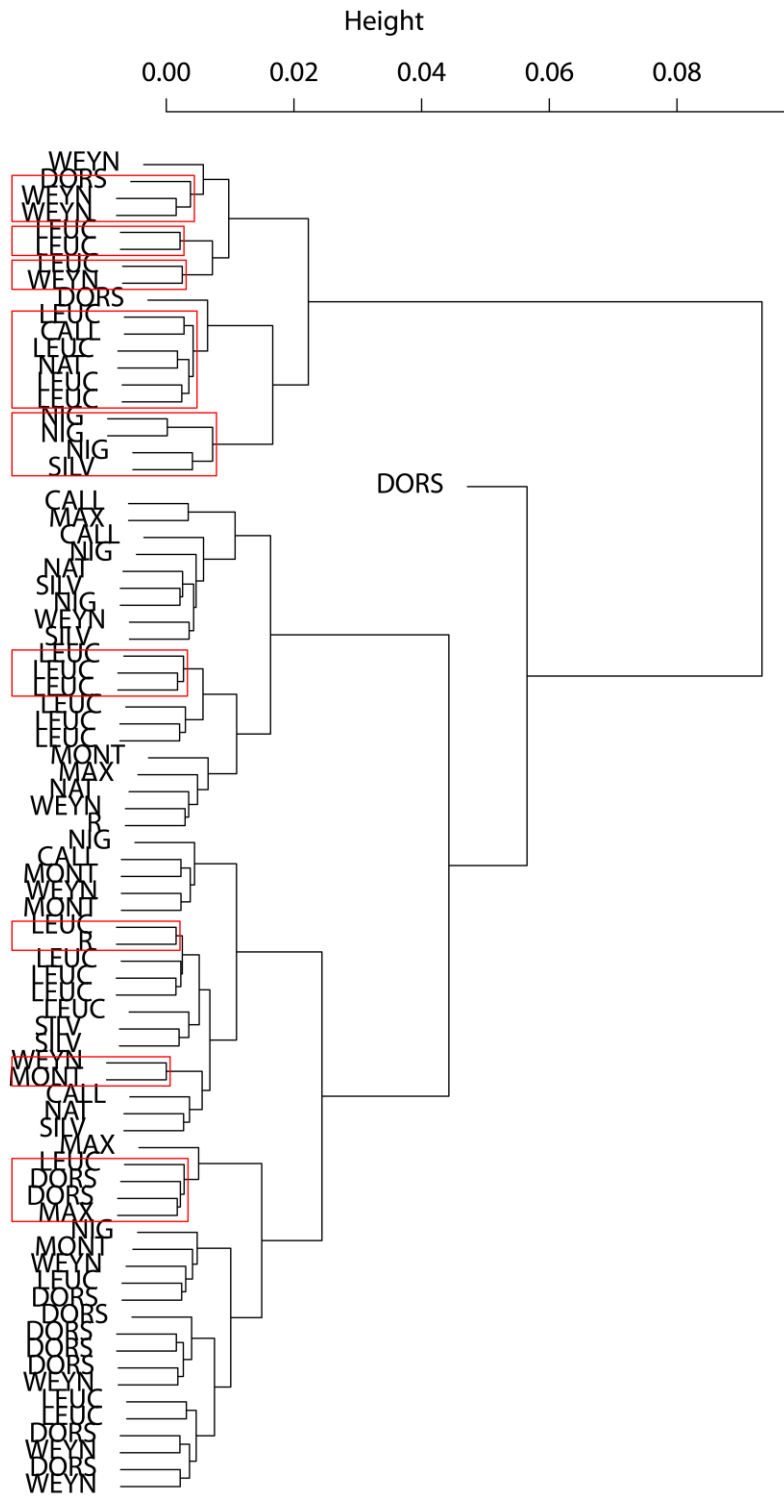 Height
0.00 0.02 0.04 0.06 0.08
WEYN
DORS
WEYN
WEYN
LEUC
LEUC
LEUC
WEYN
DORS
LEUC
CALL
LEUC
NAT
LEUC
LEUC
NIG
NIG
NIG
SILV
DORS
CALL
MAX
CALL
NIG
NAT
SILV
NIG
WEYN
SILV
LEUC
LEUC
LEUC
LEUC
LEUC
LEUC
MONT
MAX
NAT
WEYN
R
NIG
CALL
MONT
WEYN
MONT
LEUC
R
LEUC
LEUC
LEUC
LEUC
SILV
SILV
WEYN
MONT
CALL
NAT
SILV
MAX
LEUC
DORS
DORS
MAX
NIG
MONT
WEYN
LEUC
DORS
DORS
DORS
DORS
DORS
WEYN
LEUC
LEUC
DORS
WEYN
DORS
WEYN